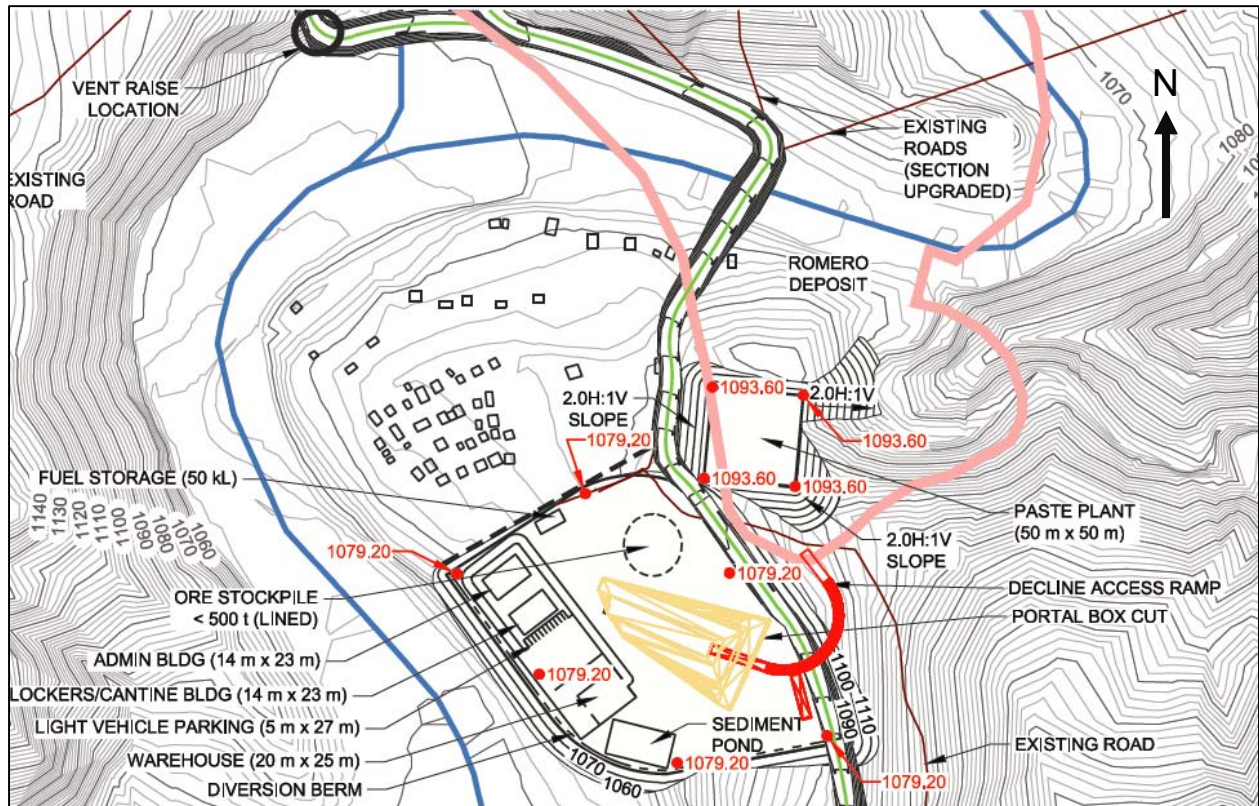 VENT RAISE
LOCATION
EXISTING
ROAD
EXISTING
ROADS
(SECTION
UPGRADED)
N
1070
1080
ROMERO
DEPOSIT
2.0H:1V
SLOPE
1079.20
1093.60
2.0H:1V
1093.60
1093.60
1093.60
FUEL STORAGE (50 kL)
1140
1130
1120
1110
1100
1090
1080
1070
1060
1079.20
PASTE PLANT
(50 m x 50 m)
2.0H:1V
SLOPE
1079.20
DECLINE ACCESS RAMP
PORTAL BOX CUT
ORE STOCKPILE
< 500 t (LINED)
ADMIN BLDG (14 m x 23 m)
1079.20
LOCKERS/CANTINE BLDG (14 m x 23 m)
LIGHT VEHICLE PARKING (5 m x 27 m)
WAREHOUSE (20 m x 25 m)
DIVERSION BERM
1070
1060
SEDIMENT
POND
1079.20
1100
1110
1090
EXISTING ROAD
1079.20